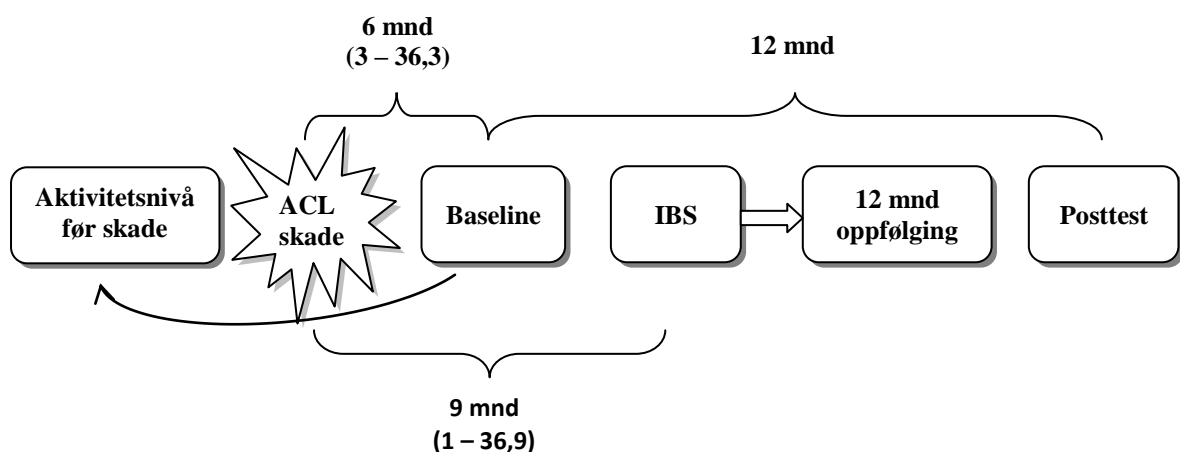 6 mnd
(3 – 36,3)
12 mnd
Aktivitetsnivå
før skade
ACL
skade
Baseline
IBS
12 mnd
oppfølging
Posttest
9 mnd
(1 – 36,9)